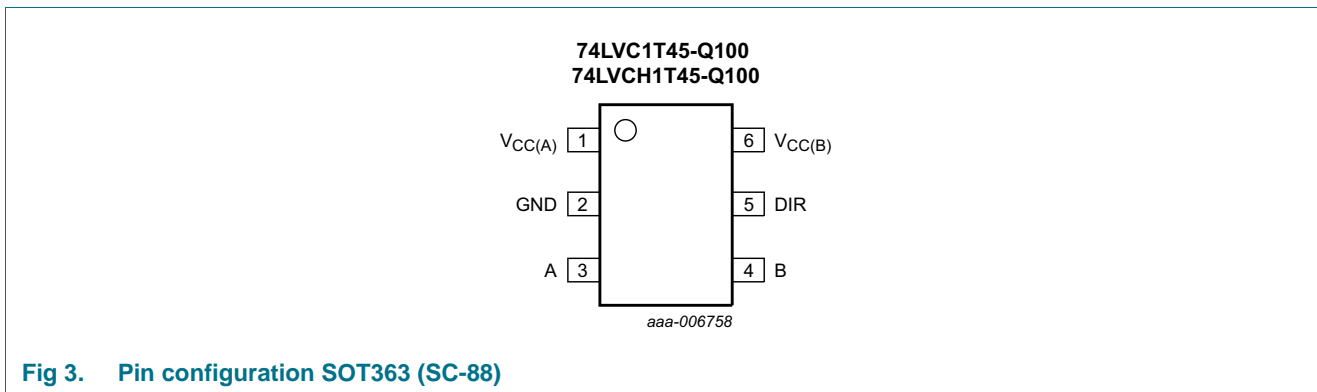 74LVC1T45-Q100
74LVCH1T45-Q100
VCC(A) 1 6 VCC(B)
GND 2 5 DIR
A 3 4 B
aaa-006758
Fig 3. Pin configuration SOT363 (SC-88)